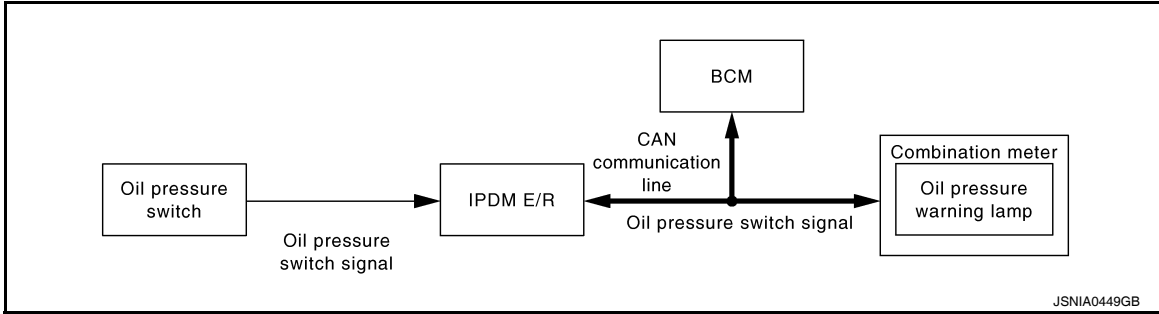 BCM
CAN
communication
line
Combination meter
Oil pressure
warning lamp
Oil pressure
switch
IPDM E/R
Oil pressure switch signal
Oil pressure
switch signal
JSNIA0449GB